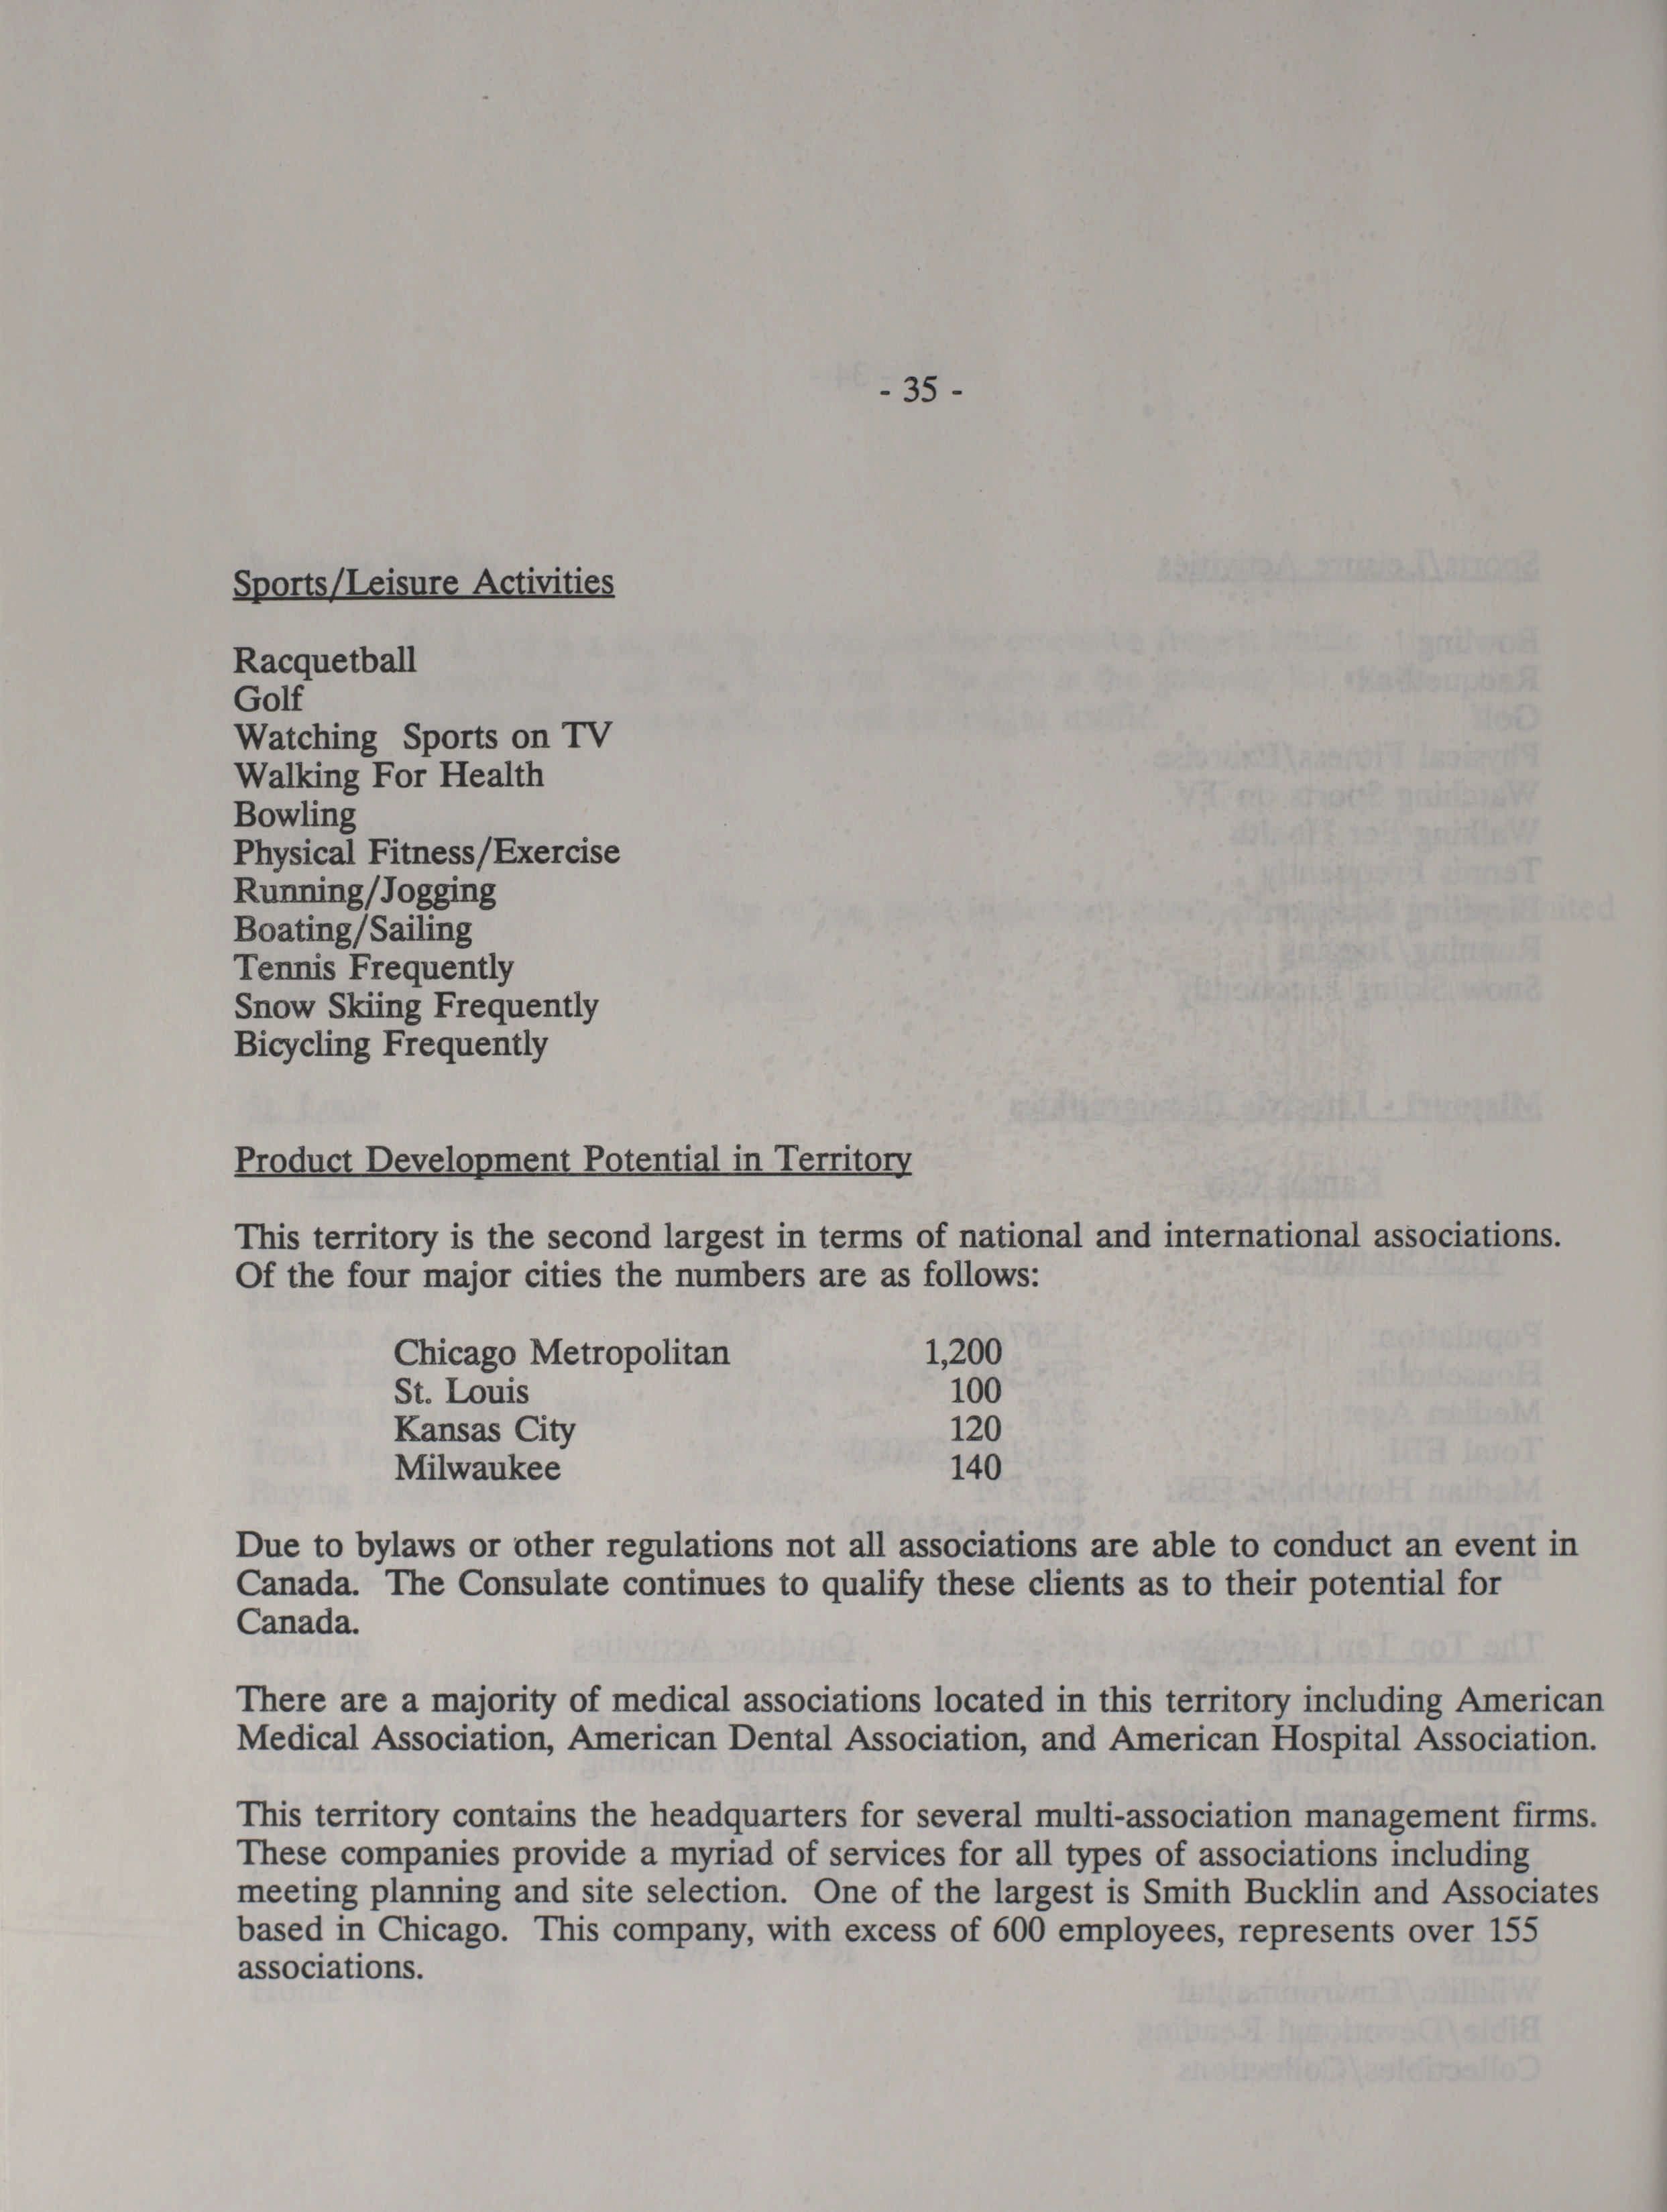 - 35 -
Sports/Leisure Activities
Racquetball
Golf
Watching Sports on TV
Walking For Health
Bowling
Physical Fitness/Exercise
Running/Jogging
Boating/Sailing
Tennis Frequently
Snow Skiing Frequently
Bicycling Frequently
Product Development Potential in Territory
This territory is the second largest in terms of national and international associations.
Of the four major cities the numbers are as follows:
Chicago Metropolitan 1,200
St. Louis 100
Kansas City 120
Milwaukee 140
Due to bylaws or other regulations not all associations are able to conduct an event in
Canada. The Consulate continues to qualify these clients as to their potential for
Canada.
There are a majority of medical associations located in this territory including American
Medical Association, American Dental Association, and American Hospital Association.
This territory contains the headquarters for several multi-association management firms.
These companies provide a myriad of services for all types of associations including
meeting planning and site selection. One of the largest is Smith Bucklin and Associates
based in Chicago. This company, with excess of 600 employees, represents over 155
associations.